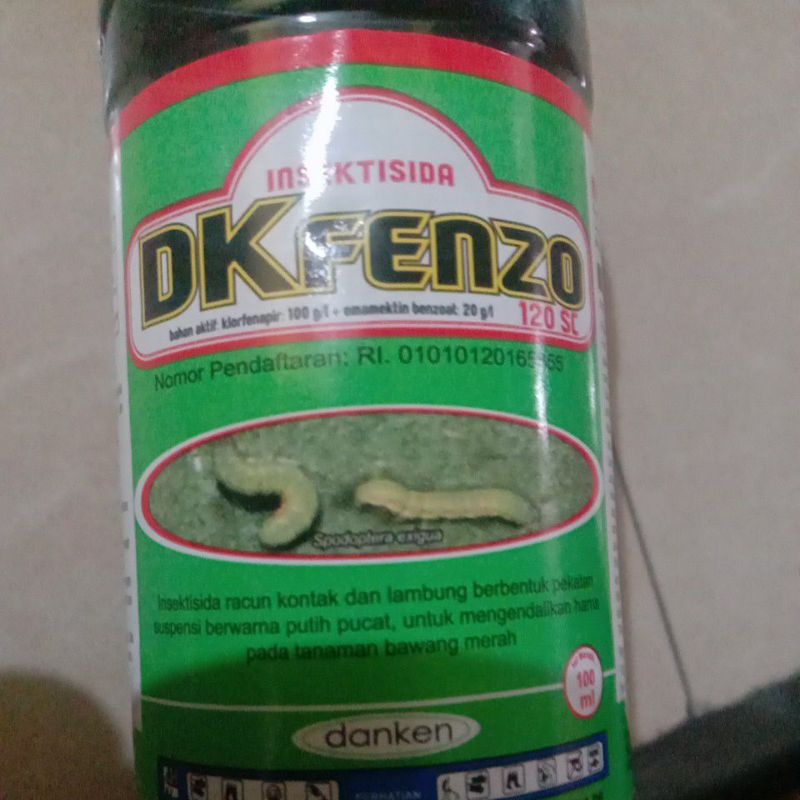 INSEKTISIDA
DKFENZO
120 SC
bahan aktif: klorfenapir: 100 g/l + emamektin benzoat: 20 g/l
Nomor Pendaftaran: RI.
Spodoptera exigua
Insektisida racun kontak dan lambung berbentuk pekatan
suspensi berwarna putih pucat, untuk mengendalikan hama
pada tanaman bawang merah
100
ml
danken
PERHATIAN